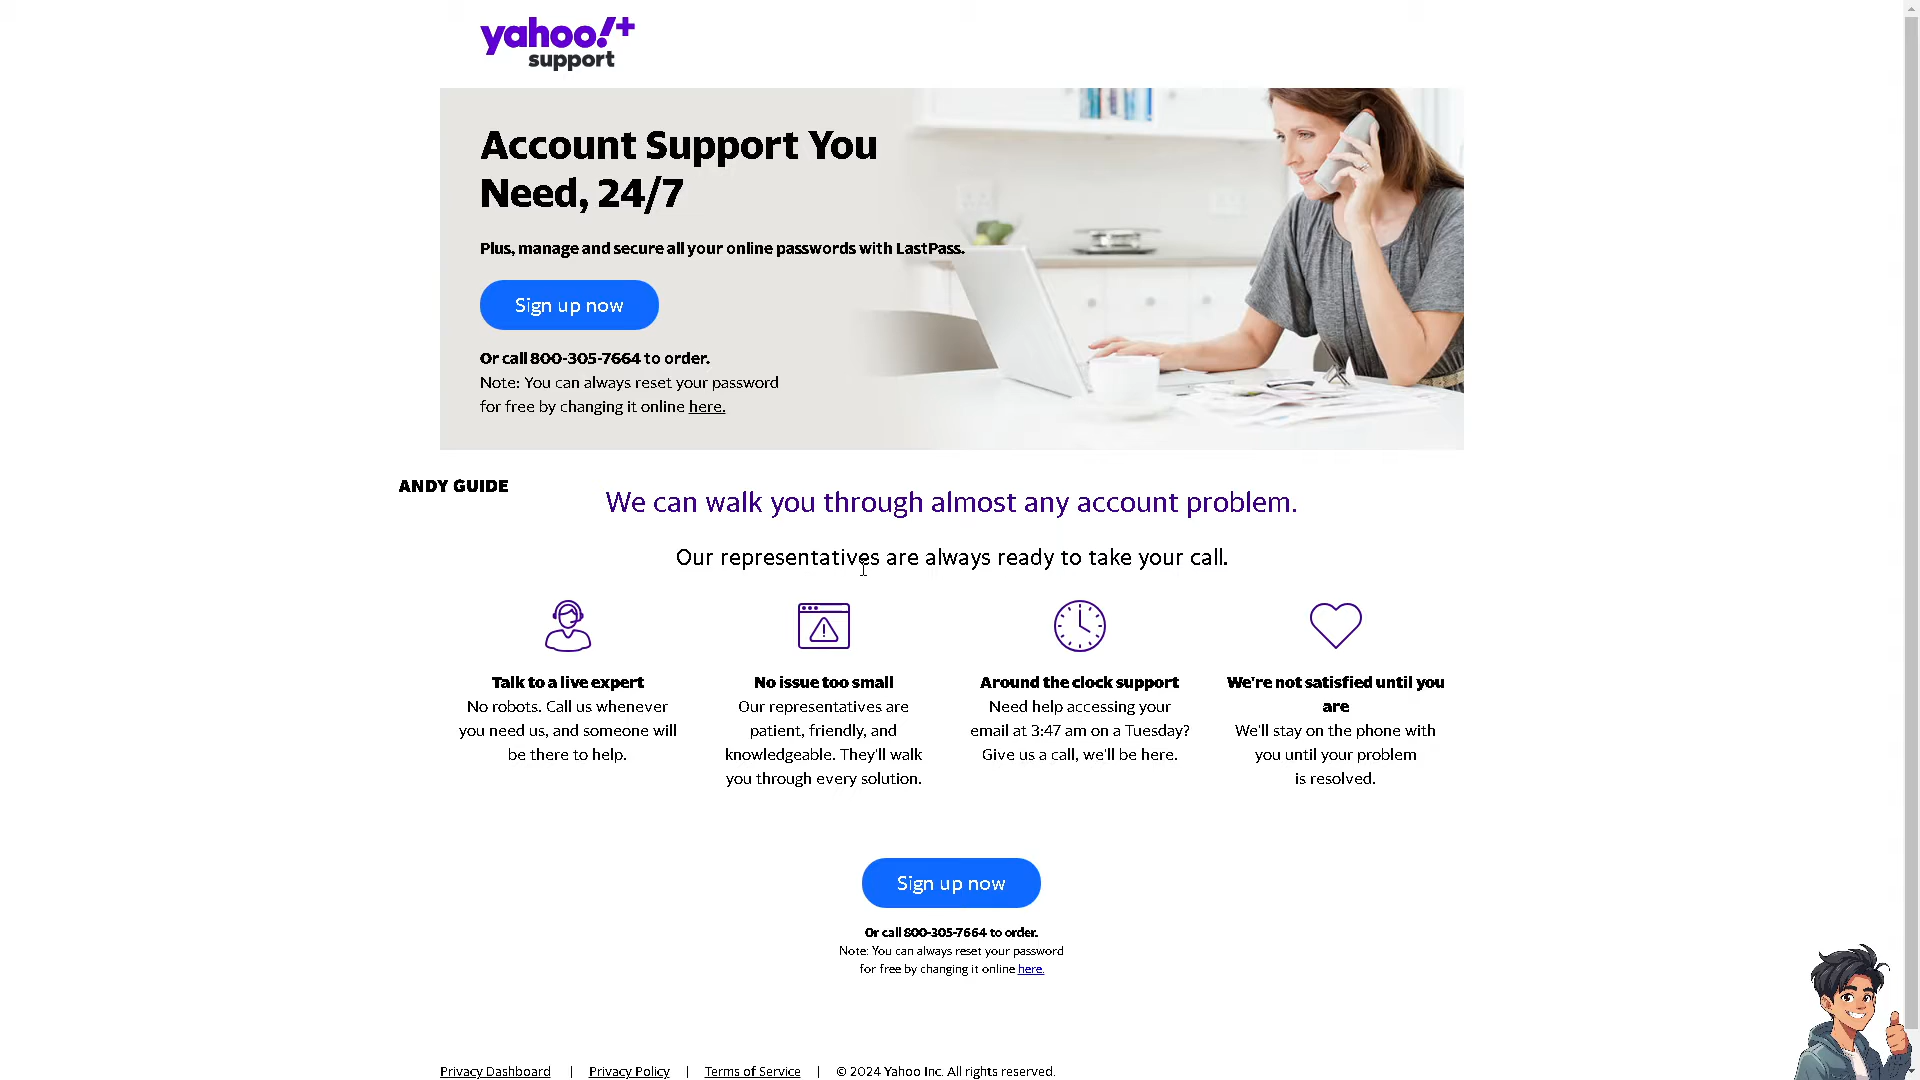 yahoo!+
support
Account Support You
Need, 24/7
Plus, manage and secure all your online passwords with LastPass.
Sign up now
Or call 800-305-7664 to order.
Note: You can always reset your password
for free by changing it online here.
ANDY GUIDE
We can walk you through almost any account problem.
Our representatives are always ready to take your call.
Talk to a live expert
No robots. Call us whenever
you need us, and someone will
be there to help.
No issue too small
Our representatives are
patient, friendly, and
knowledgeable. They'll walk
you through every solution.
Around the clock support
Need help accessing your
email at 3:47 am on a Tuesday?
Give us a call, we'll be here.
We're not satisfied until you
are
We'll stay on the phone with
you until your problem
is resolved.
Sign up now
Or call 800-305-7664 to order.
Note: You can always reset your password
for free by changing it online here.
Privacy Dashboard | Privacy Policy | Terms of Service | © 2024 Yahoo Inc. All rights reserved.